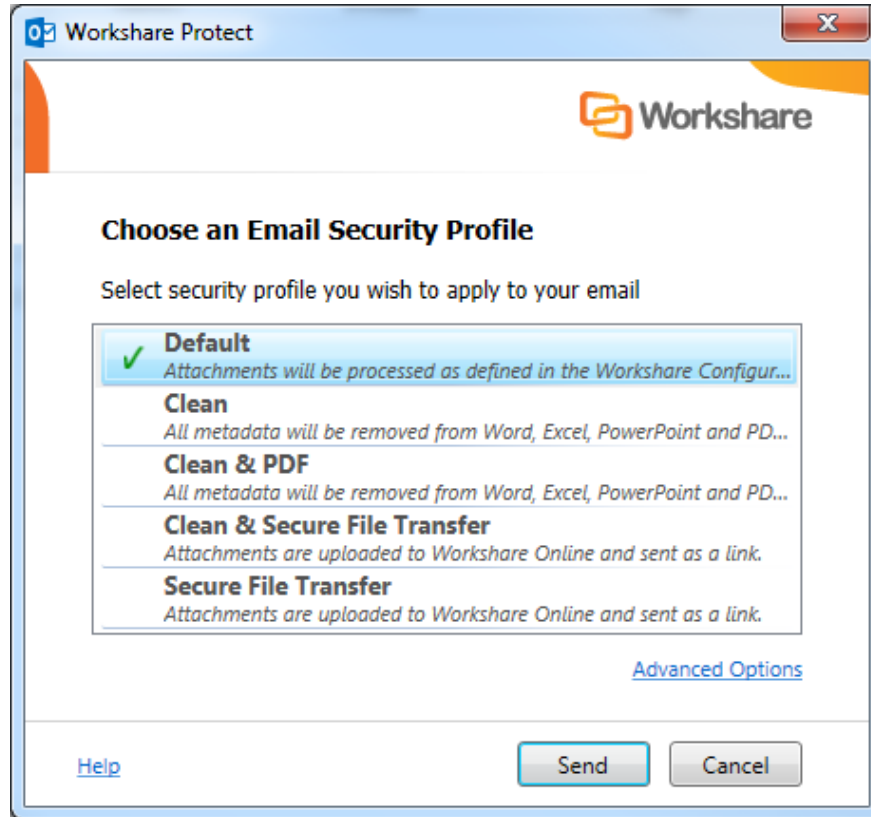 Workshare Protect
Workshare
Choose an Email Security Profile
Select security profile you wish to apply to your email
Default
Attachments will be processed as defined in the Workshare Configur...
Clean
All metadata will be removed from Word, Excel, PowerPoint and PD...
Clean & PDF
All metadata will be removed from Word, Excel, PowerPoint and PD...
Clean & Secure File Transfer
Attachments are uploaded to Workshare Online and sent as a link.
Secure File Transfer
Attachments are uploaded to Workshare Online and sent as a link.
Advanced Options
Help Send Cancel